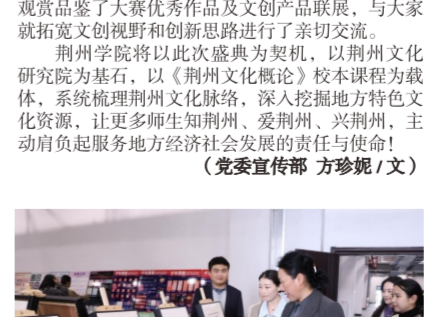 观赏品鉴了大赛优秀作品及文创产品联展，与大家
就拓宽文创视野和创新思路进行了亲切交流。
荆州学院将以此次盛典为契机，以荆州文化
研究院为基石，以《荆州文化概论》校本课程为载
体，系统梳理荆州文化脉络，深入挖掘地方特色文
化资源，让更多师生知荆州、爱荆州、兴荆州，主
动肩负起服务地方经济社会发展的责任与使命！
（党委宣传部 方珍妮/文）